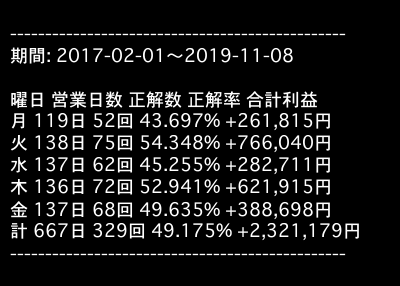 ------------------------------------------------
期間: 2017-02-01～2019-11-08
曜日 営業日数 正解数 正解率 合計利益
月 119日 52回 43.697% +261,815円
火 138日 75回 54.348% +766,040円
水 137日 62回 45.255% +282,711円
木 136日 72回 52.941% +621,915円
金 137日 68回 49.635% +388,698円
計 667日 329回 49.175% +2,321,179円
------------------------------------------------